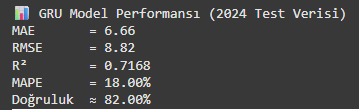 📊 GRU Model Performansı (2024 Test Verisi)
MAE = 6.66
RMSE = 8.82
R² = 0.7168
MAPE = 18.00%
Doğruluk ≈ 82.00%